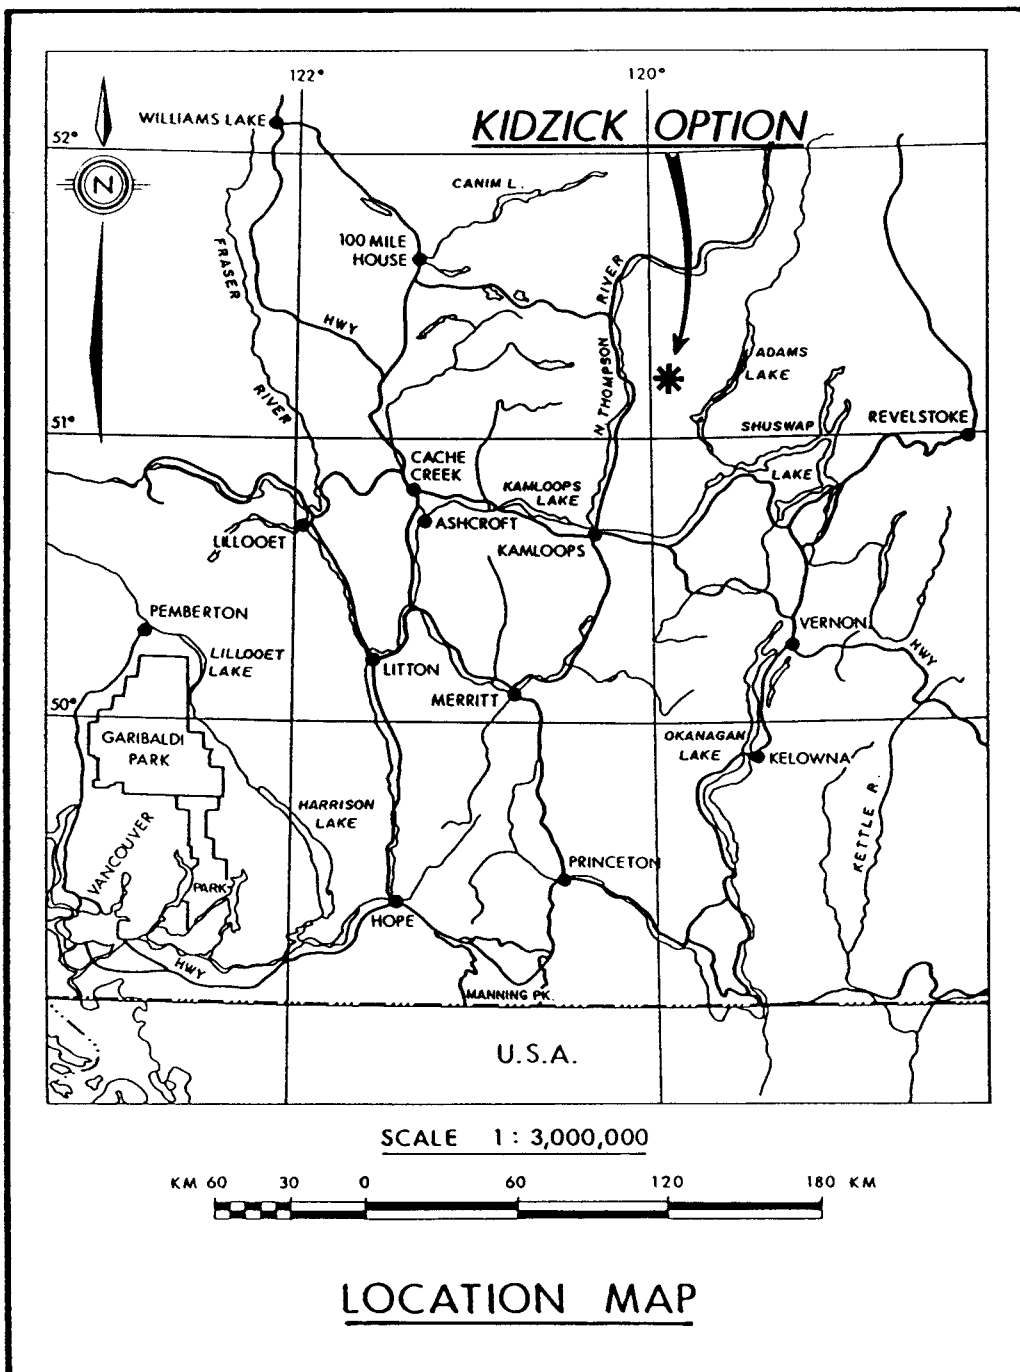 122°
120°
WILLIAMS LAKE
KIDZICK OPTION
52°
N
CANIM L.
100 MILE
HOUSE
FRASER
RIVER
HWY
N. THOMPSON
RIVER
ADAMS
LAKE
51°
SHUSWAP
LAKE
REVELSTOKE
CACHE
CREEK
KAMLOOPS
LAKE
ASHCROFT
LILLOOET
KAMLOOPS
PEMBERTON
LILLOOET
LAKE
LITTON
MERRITT
VERNON
HWY
50°
GARIBALDI
PARK
OKANAGAN
LAKE
KELOWNA
HARRISON
LAKE
VANCOUVER
PARK
KETTLE R.
PRINCETON
HOPE
HWY
MANNING PK.
U.S.A.
SCALE 1 : 3,000,000
KM 60 30 0 60 120 180 KM
LOCATION MAP